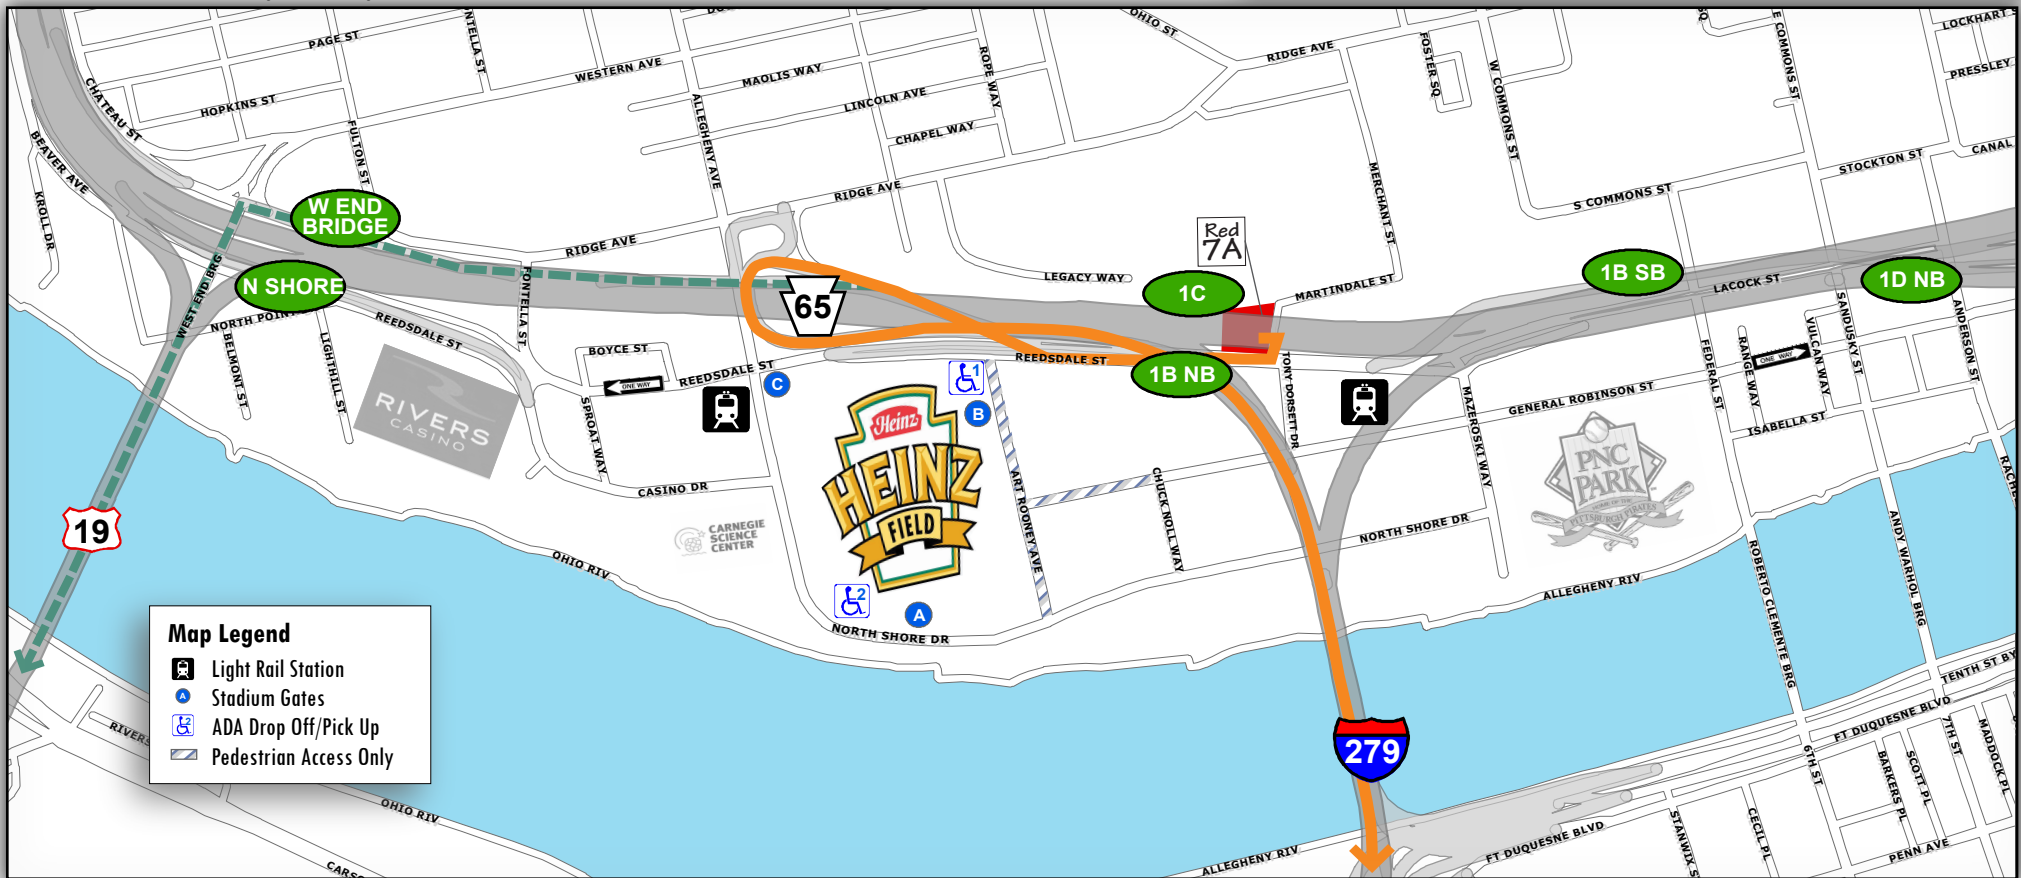 PAGE ST
HOPKINS ST
CHATEAU ST
BEAVER AVE
KROLL DR
FULTON ST
WESTERN AVE
MAOLIS WAY
LINCOLN AVE
CHAPEL WAY
ROPE WAY
ALLEGHENY AVE
RIDGE AVE
RIDGE AVE
LEGACY WAY
OHIO ST
RIDGE AVE
FOSTER SQ
W COMMONS ST
E COMMONS ST
LOCKHART
PRESSLEY
CANAL
STOCKTON ST
S COMMONS ST
MERCHANT ST
MARTINDALE ST
Red
7A
W END
BRIDGE
N SHORE
1C
1B NB
1B SB
1D NB
65
WEST END BRG
NORTH POIN
BELMONT ST
LIGHTHILL ST
REEDSDALE ST
FONTELLA ST
BOYCE ST
ONE WAY
REEDSDALE ST
REEDSDALE ST
SPROAT WAY
CASINO DR
RIVERS
CASINO
CARNEGIE
SCIENCE
CENTER
C
1
B
Heinz
HEINZ
FIELD
2
A
ART ROONEY AVE
CHUCK NOLL WAY
TONY DORSETT DR
GENERAL ROBINSON ST
MAZEROSKI WAY
NORTH SHORE DR
NORTH SHORE DR
LACOCK ST
FEDERAL ST
RANGE WAY
ONE WAY
VULCAN WAY
SANDUSKY ST
ANDERSON ST
ISABELLA ST
PNC
PARK
PITTSBURGH PIRATES
ROBERTO CLEMENTE BRG
ANDY WARHOL BRG
OHIO RIV
ALLEGHENY RIV
19
279
Map Legend
Light Rail Station
A
Stadium Gates
2
ADA Drop Off/Pick Up
Pedestrian Access Only
RIVERS
OHIO RIV
ALLEGHENY RIV
FT DUQUESNE BLVD
FT DUQUESNE BLVD
TENTH ST BY
6TH ST
7TH ST
BARKERS PL
SCOTT PL
MADDOCK PL
STANWIX S
CECIL PL
PENN AVE